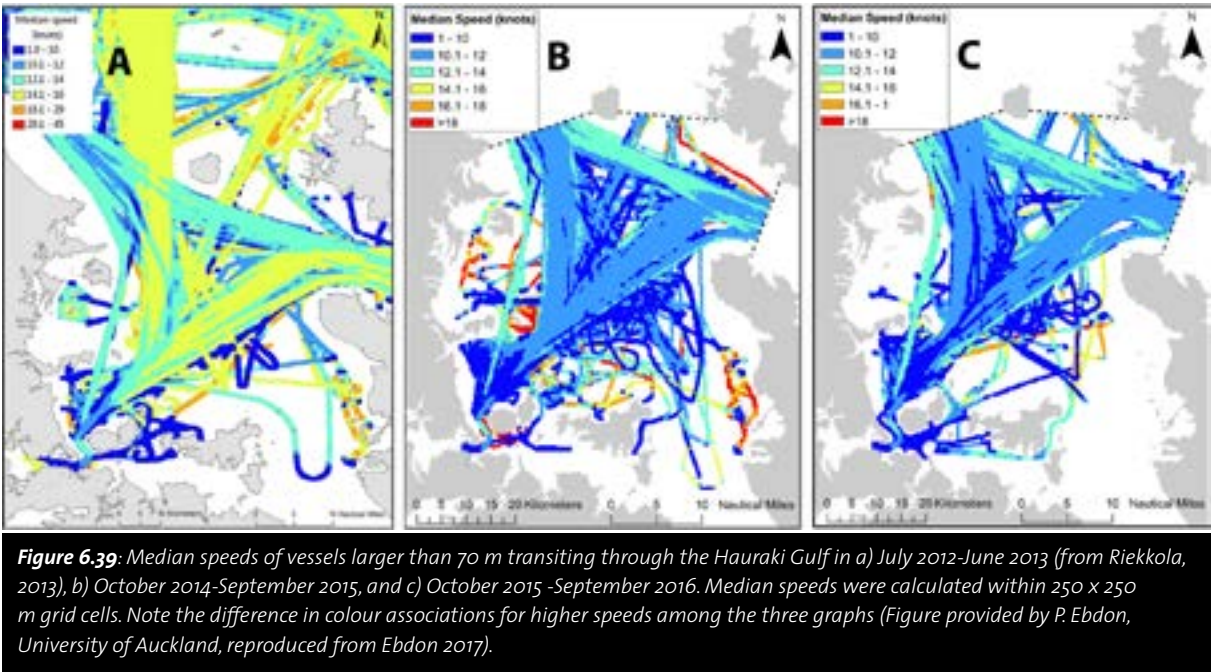 Median speed
(knots)
A
N
Median Speed (knots)
1 - 10
10.1 - 12
12.1 - 14
14.1 - 16
16.1 - 18
>18
B
N
0 5 10 15 20 Kilometers 0 5 10 Nautical Miles
Median Speed (knots)
1 - 10
10.1 - 12
12.1 - 14
14.1 - 16
16.1 - 1
>18
C
N
0 5 10 15 20 Kilometers 0 5 10 Nautical Miles
Figure 6.39: Median speeds of vessels larger than 70 m transiting through the Hauraki Gulf in a) July 2012-June 2013 (from Riekkola,
2013), b) October 2014-September 2015, and c) October 2015 -September 2016. Median speeds were calculated within 250 x 250
m grid cells. Note the difference in colour associations for higher speeds among the three graphs (Figure provided by P. Ebdon,
University of Auckland, reproduced from Ebdon 2017).